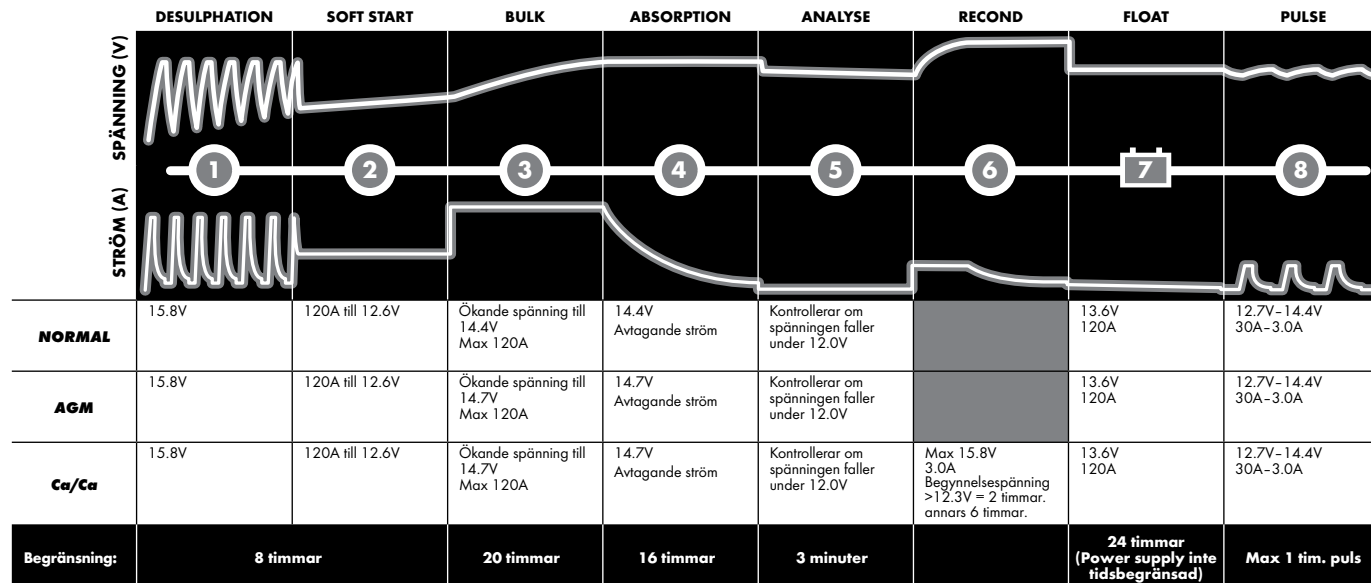 DESULPHATION SOFT START BULK ABSORPTION ANALYSE RECOND FLOAT PULSE
SPÄNNING (V)
1 2 3 4 5 6 7 8
STRÖM (A)
NORMAL
15.8V
120A till 12.6V
Ökande spänning till
14.4V
Max 120A
14.4V
Avtagande ström
Kontrollerar om
spänningen faller
under 12.0V
13.6V
120A
12.7V–14.4V
30A–3.0A
AGM
15.8V
120A till 12.6V
Ökande spänning till
14.7V
Max 120A
14.7V
Avtagande ström
Kontrollerar om
spänningen faller
under 12.0V
13.6V
120A
12.7V–14.4V
30A–3.0A
Ca/Ca
15.8V
120A till 12.6V
Ökande spänning till
14.7V
Max 120A
14.7V
Avtagande ström
Kontrollerar om
spänningen faller
under 12.0V
Max 15.8V
3.0A
Begynnelsespänning
>12.3V = 2 timmar.
annars 6 timmar.
13.6V
120A
12.7V–14.4V
30A–3.0A
Begränsning:
8 timmar
20 timmar
16 timmar
3 minuter
24 timmar
(Power supply inte
tidsbegränsad)
Max 1 tim. puls